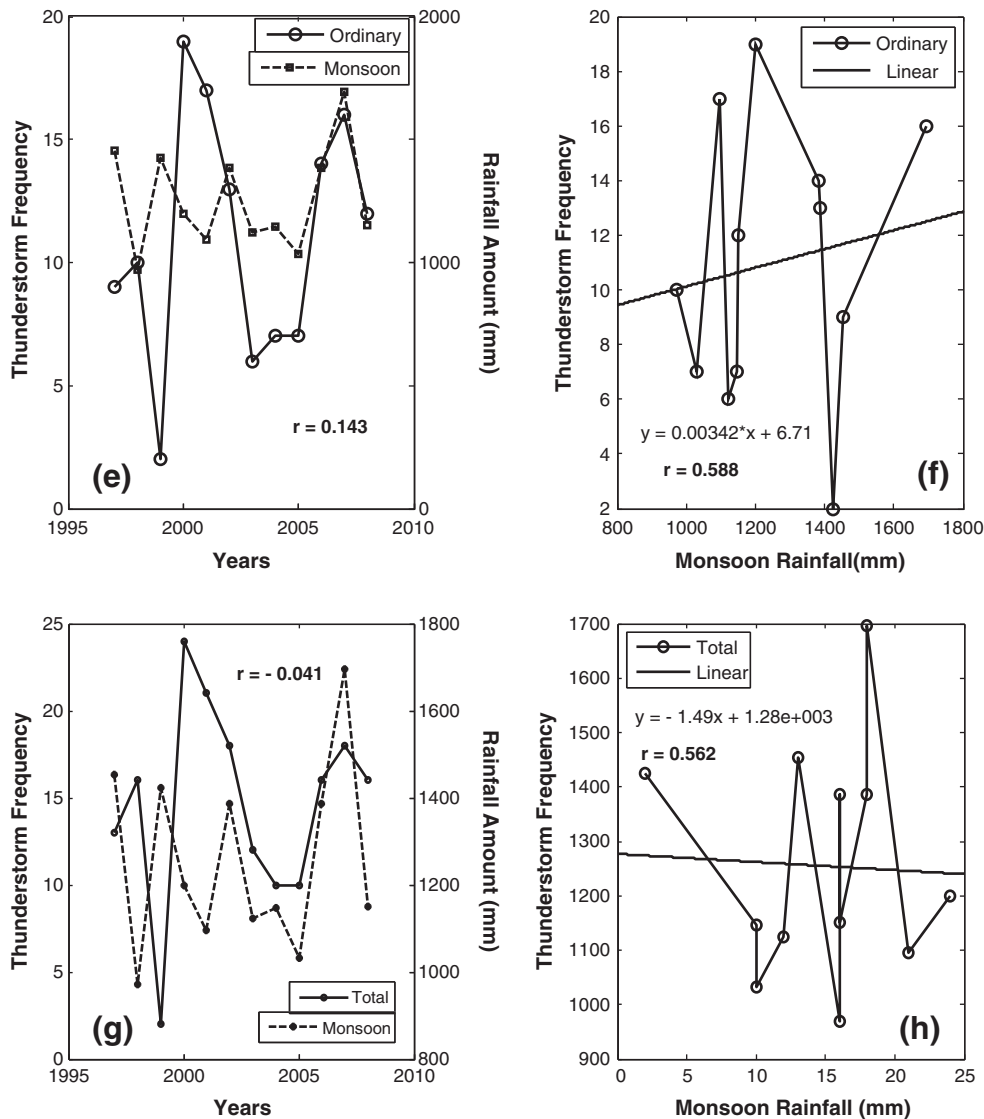 20
15
10
5
0
Thunderstorm Frequency
Ordinary
Monsoon
2000
1000
0
Rainfall Amount (mm)
r = 0.143
(e)
1995
2000
2005
2010
Years
20
18
16
14
12
10
8
6
4
2
Thunderstorm Frequency
Ordinary
Linear
y = 0.00342*x + 6.71
r = 0.588
(f)
800
1000
1200
1400
1600
1800
Monsoon Rainfall(mm)
25
20
15
10
5
0
Thunderstorm Frequency
r = - 0.041
1800
1600
1400
1200
1000
800
Rainfall Amount (mm)
Total
Monsoon
(g)
1995
2000
2005
2010
Years
1700
1600
1500
1400
1300
1200
1100
1000
900
Thunderstorm Frequency
Total
Linear
y = - 1.49x + 1.28e+003
r = 0.562
(h)
0
5
10
15
20
25
Monsoon Rainfall (mm)